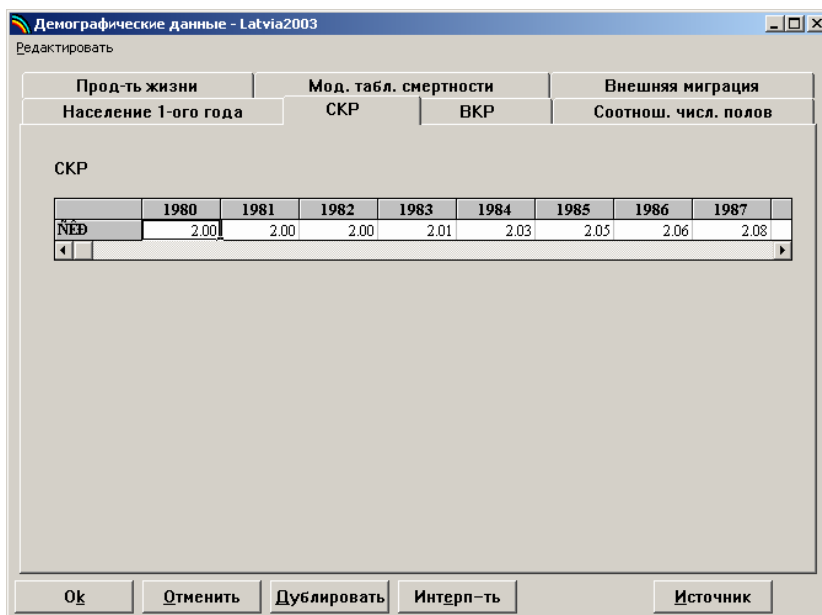 Демографические данные - Latvia2003
Редактировать
Прод-ть жизни Мод. табл. смертности Внешняя миграция
Население 1-ого года СКР ВКР Соотнош. числ. полов
СКР
1980 1981 1982 1983 1984 1985 1986 1987
ÑÊÐ 2.00 2.00 2.00 2.01 2.03 2.05 2.06 2.08
Ok Отменить Дублировать Интерп-ть Источник